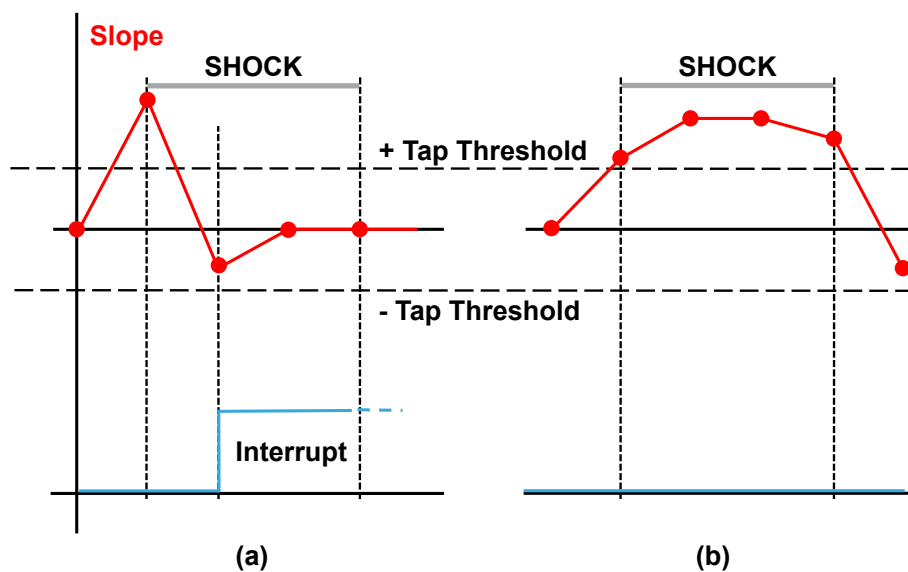 Slope
SHOCK
SHOCK
+ Tap Threshold
- Tap Threshold
Interrupt
(a)
(b)